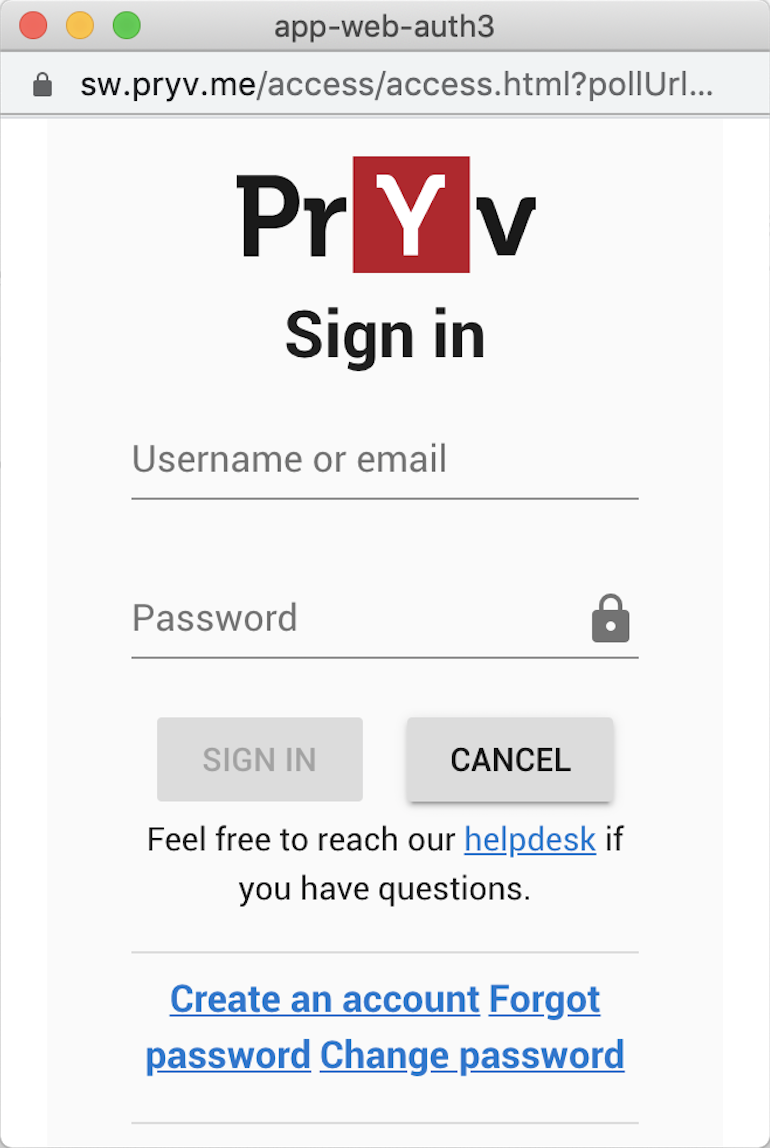 app-web-auth3
sw.pryv.me/access/access.html?pollUrl...
PrYv
Sign in
Username or email
Password
SIGN IN CANCEL
Feel free to reach our helpdesk if
you have questions.
Create an account Forgot
password Change password